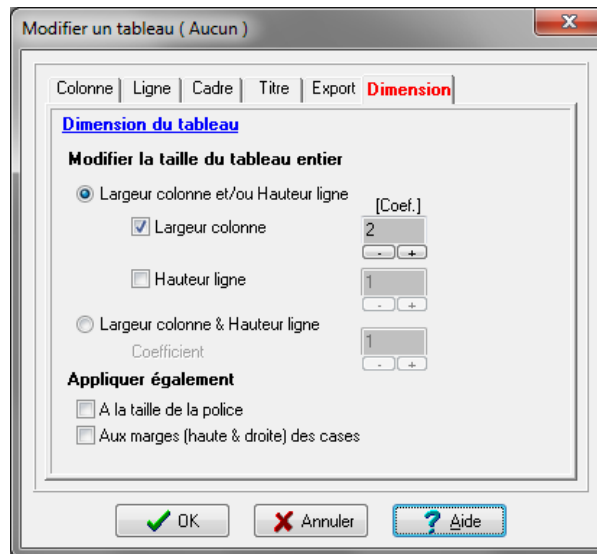 Modifier un tableau ( Aucun )
Colonne Ligne Cadre Titre Export Dimension
Dimension du tableau
Modifier la taille du tableau entier
Largeur colonne et/ou Hauteur ligne
[Coef.]
Largeur colonne 2
- +
Hauteur ligne 1
- +
Largeur colonne & Hauteur ligne
Coefficient 1
- +
Appliquer également
A la taille de la police
Aux marges (haute & droite) des cases
OK Annuler ? Aide